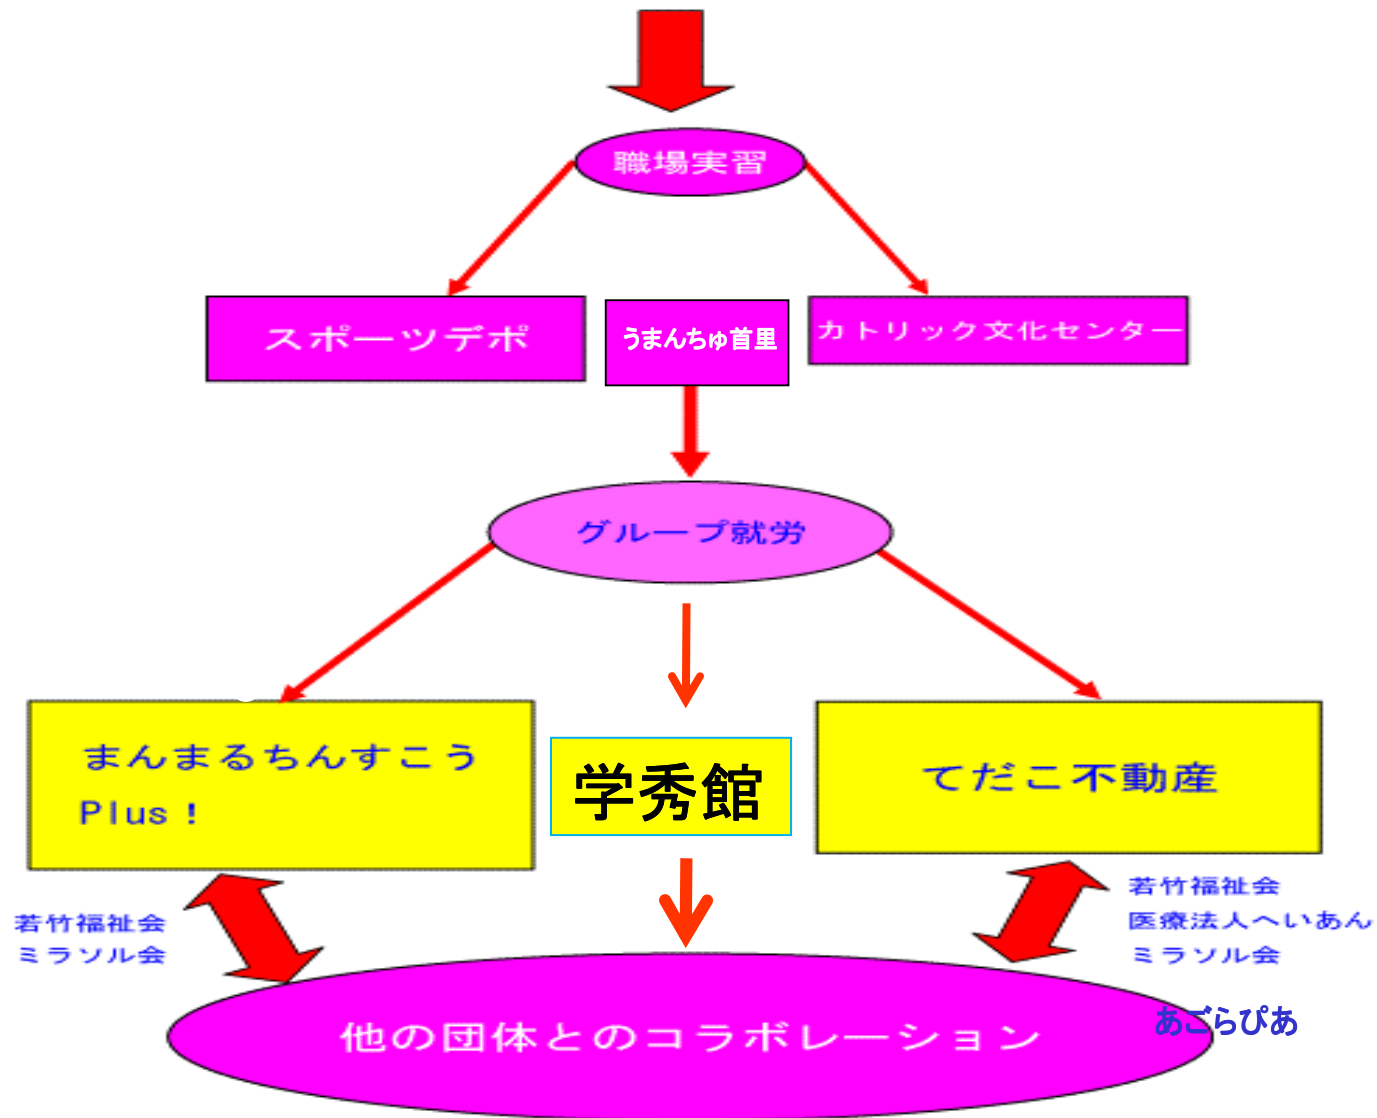 職場実習
スポーツデポ
うまんちゅ首里
カトリック文化センター
グループ就労
まんまるちんすこう
Plus！
学秀館
てだこ不動産
若竹福祉会
ミラソル会
若竹福祉会
医療法人へいあん
ミラソル会
あごらぴあ
他の団体とのコラボレーション